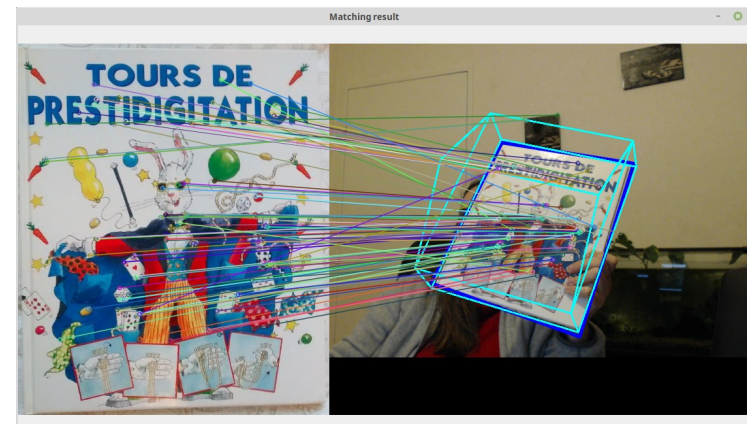 Matching result
TOURS DE
PRESTIDIGITATION
TOURS DE
PRESTIDIGITATION